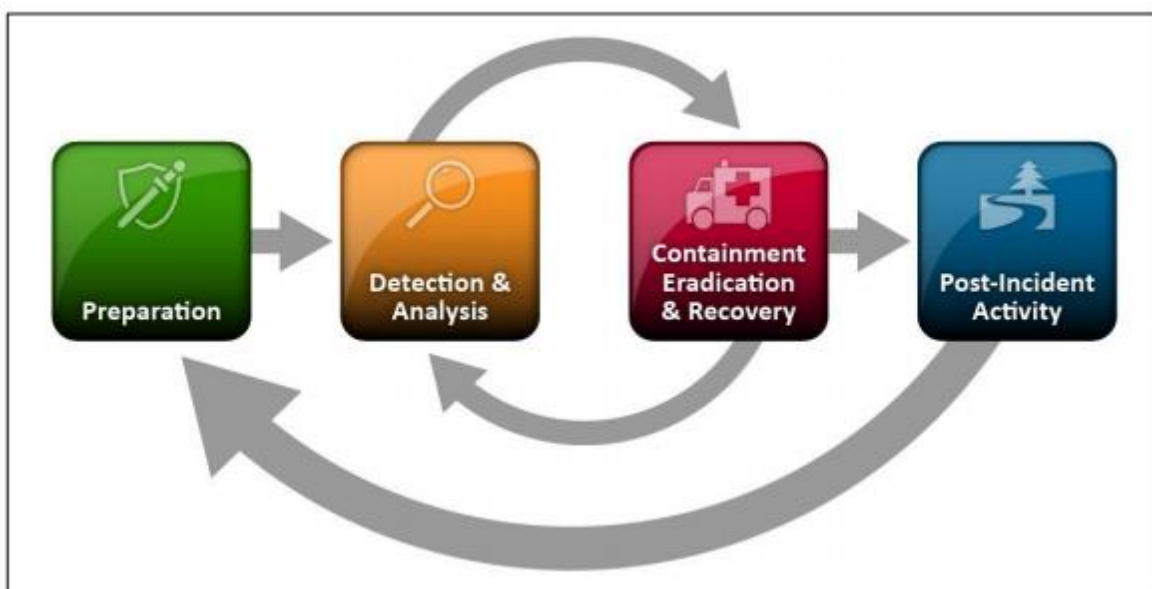 Preparation
Detection &
Analysis
Containment
Eradication
& Recovery
Post-Incident
Activity